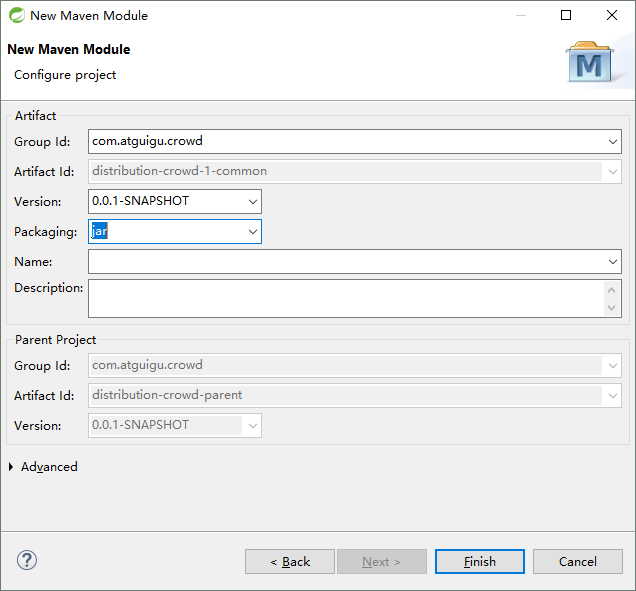 New Maven Module
New Maven Module
Configure project
M
Artifact
Group Id: com.atguigu.crowd
Artifact Id: distribution-crowd-1-common
Version: 0.0.1-SNAPSHOT
Packaging: jar
Name:
Description:
Parent Project
Group Id: com.atguigu.crowd
Artifact Id: distribution-crowd-parent
Version: 0.0.1-SNAPSHOT
Advanced
? < Back Next > Finish Cancel